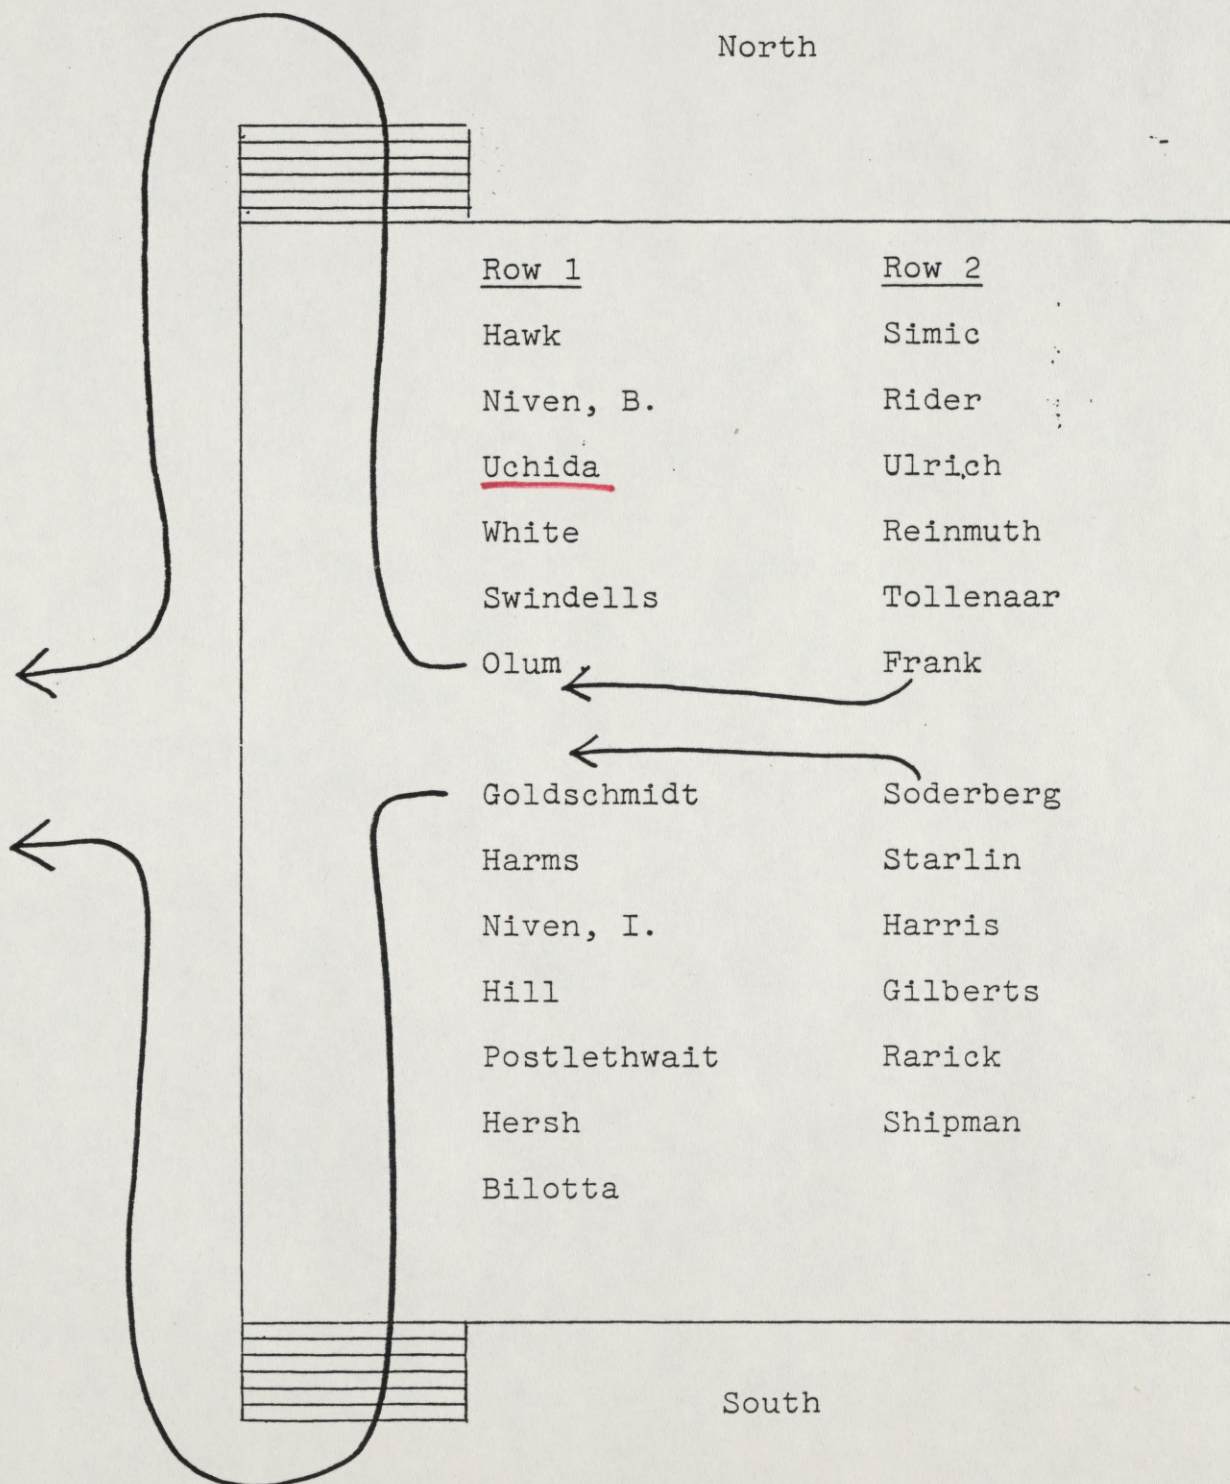 North
Row 1 Row 2
Hawk Simic
Niven, B. Rider
Uchida Ulrich
White Reinmuth
Swindells Tollenaar
Olum Frank
Goldschmidt Soderberg
Harms Starlin
Niven, I. Harris
Hill Gilberts
Postlethwait Rarick
Hersh Shipman
Bilotta
South